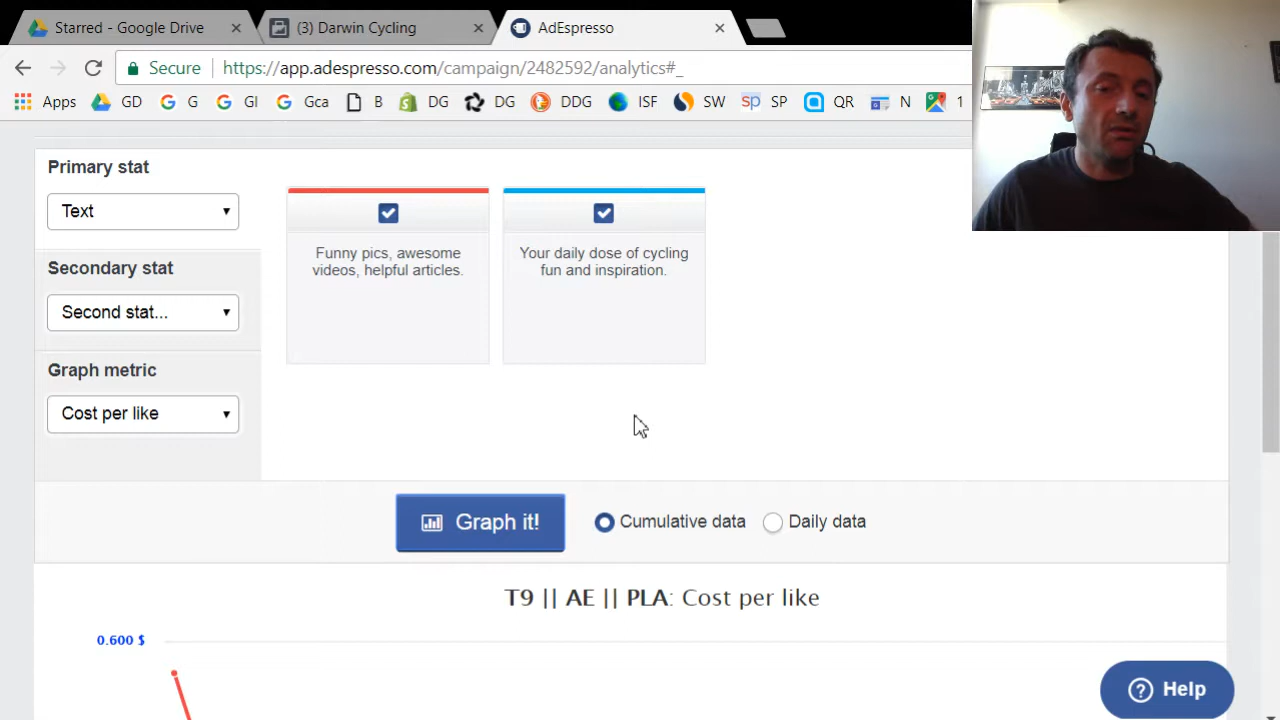 Starred - Google Drive
(3) Darwin Cycling
AdEspresso
Secure
https://app.adespresso.com/campaign/2482592/analytics#_
Apps GD G GI Gca B DG DG DDG ISF SW sp SP QR N 1
Primary stat
Text
Secondary stat
Second stat...
Graph metric
Cost per like
Funny pics, awesome
videos, helpful articles.
Your daily dose of cycling
fun and inspiration.
Graph it!
Cumulative data
Daily data
T9 || AE || PLA: Cost per like
0.600 $
? Help